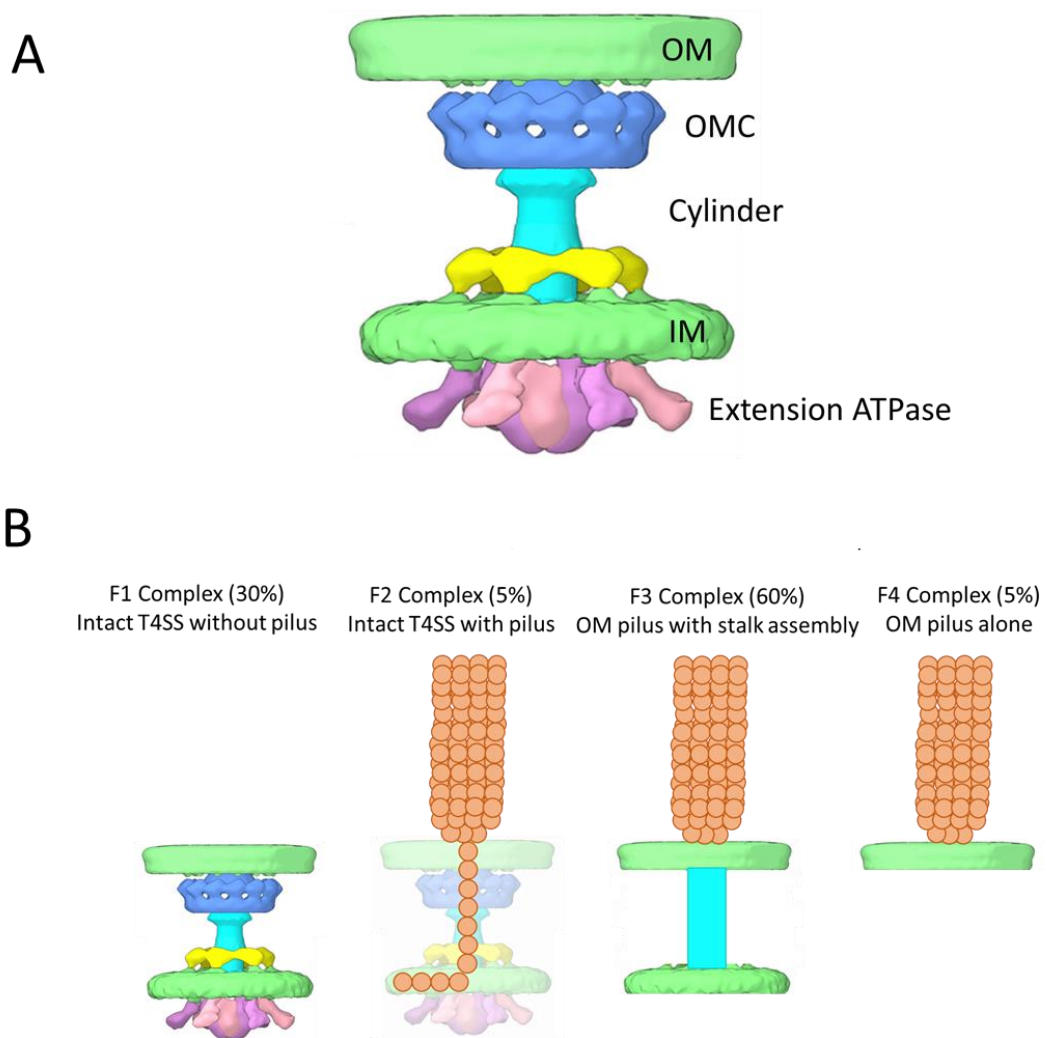 A
OM
OMC
Cylinder
IM
Extension ATPase
B
F1 Complex (30%)
Intact T4SS without pilus
F2 Complex (5%)
Intact T4SS with pilus
F3 Complex (60%)
OM pilus with stalk assembly
F4 Complex (5%)
OM pilus alone